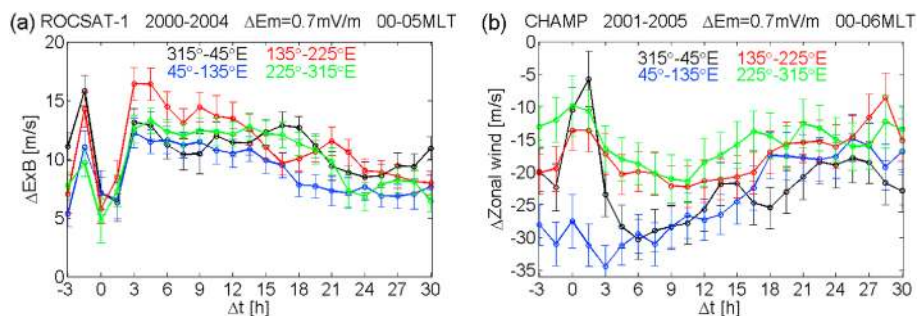 (a) ROCSAT-1 2000-2004 ΔEm=0.7mV/m 00-05MLT
315°-45°E 135°-225°E
45°-135°E 225°-315°E
ΔExB [m/s]
20
15
10
5
0
-3 0 3 6 9 12 15 18 21 24 27 30
Δt [h]
(b) CHAMP 2001-2005 ΔEm=0.7mV/m 00-06MLT
315°-45°E 135°-225°E
45°-135°E 225°-315°E
ΔZonal wind [m/s]
0
-5
-10
-15
-20
-25
-30
-35
-3 0 3 6 9 12 15 18 21 24 27 30
Δt [h]